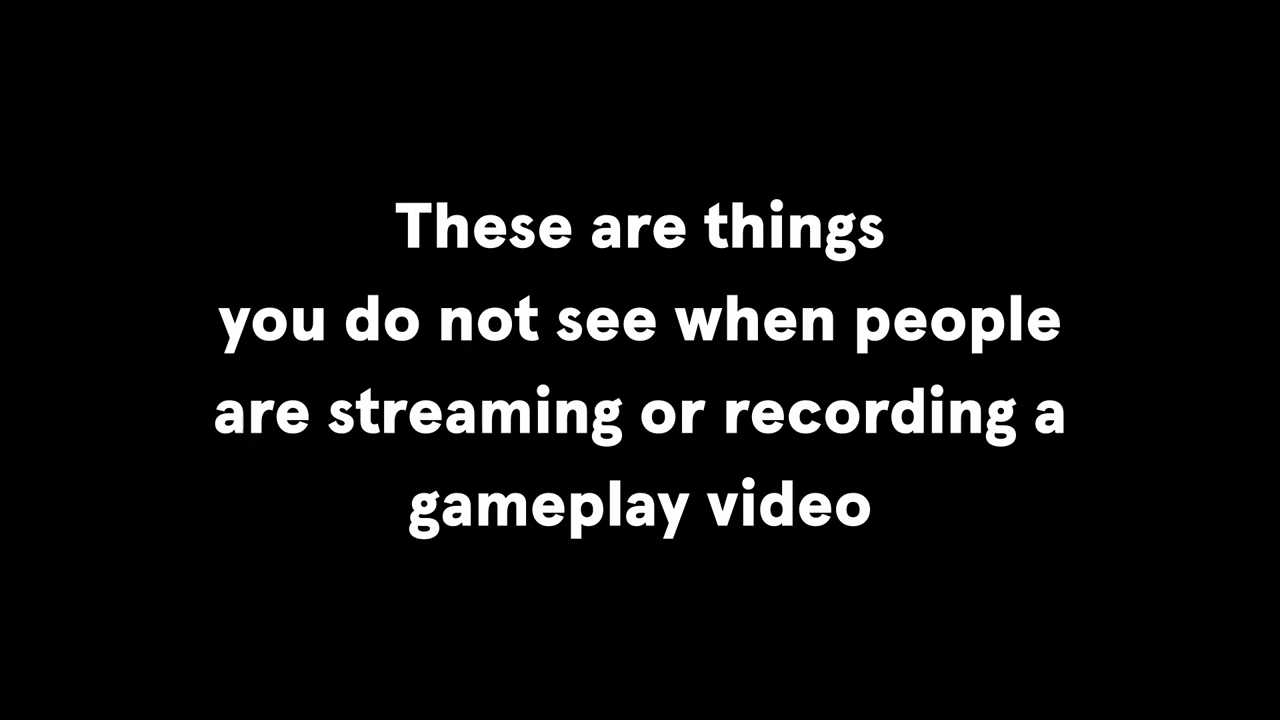 These are things
you do not see when people
are streaming or recording a
gameplay video